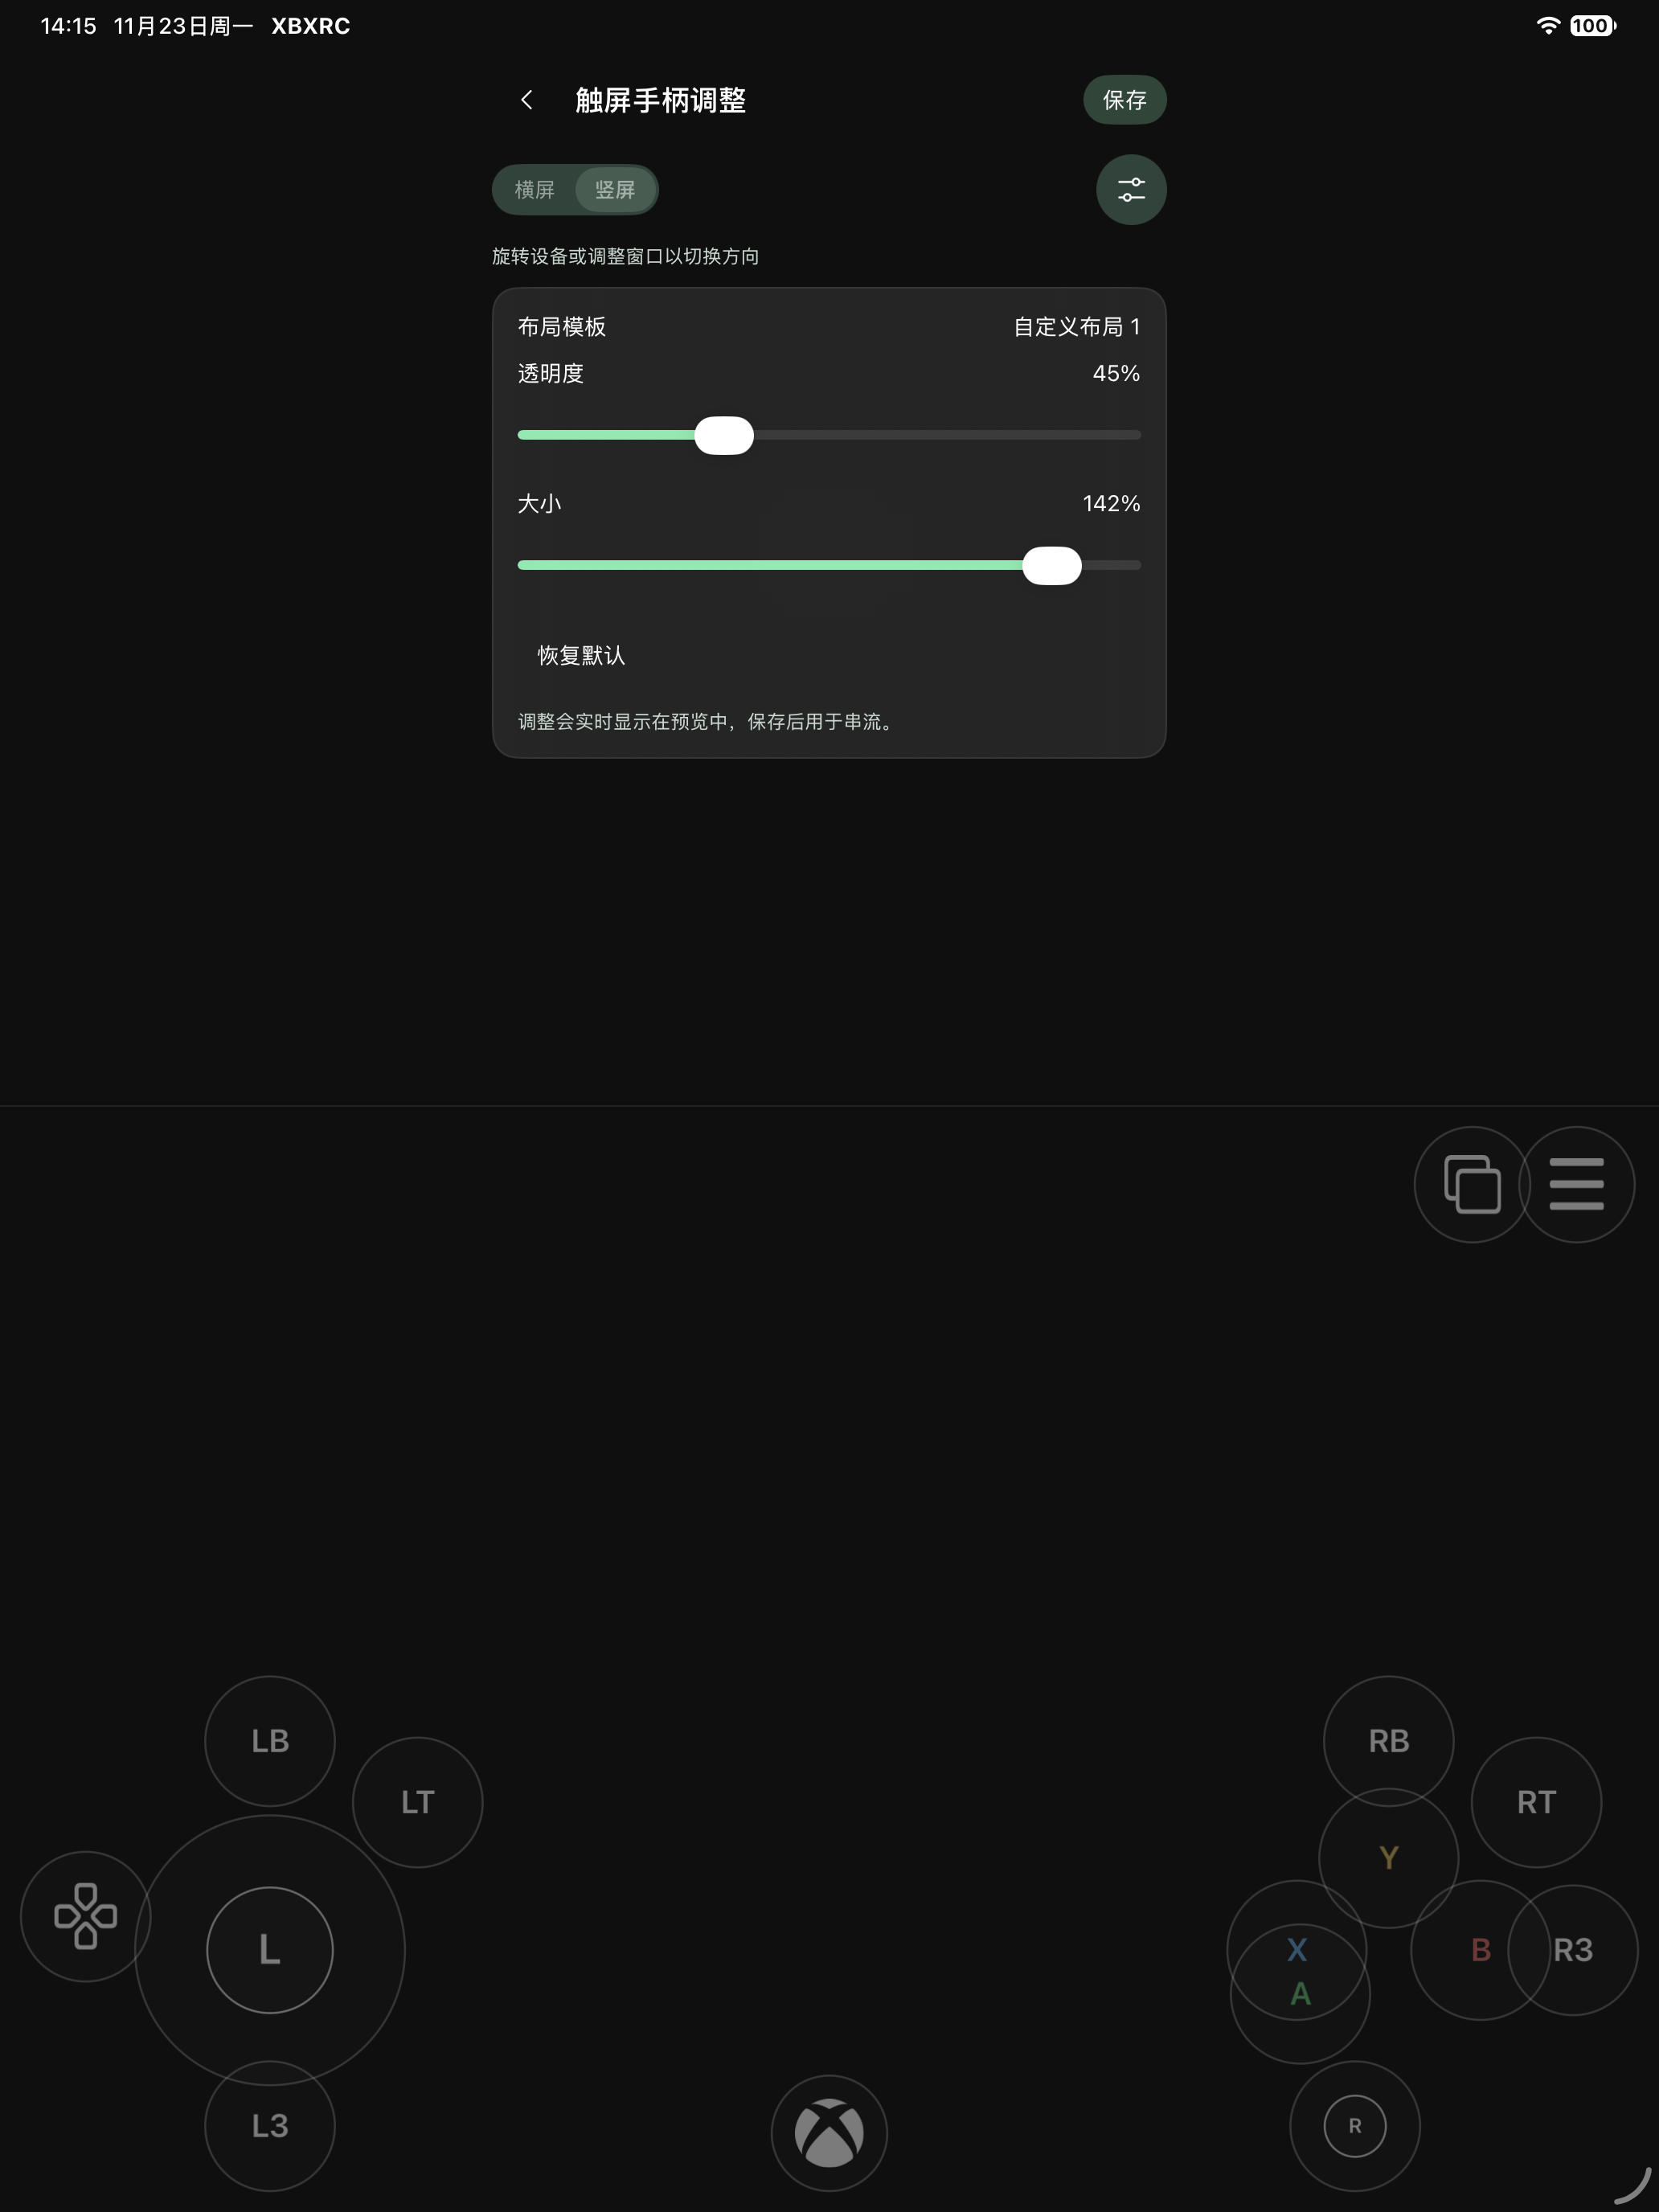 14:15 11月23日周一 XBXRC 100
触屏手柄调整 保存
横屏 竖屏
旋转设备或调整窗口以切换方向
布局模板 自定义布局 1
透明度 45%
大小 142%
恢复默认
调整会实时显示在预览中，保存后用于串流。
LB RB
LT RT
Y
L X B R3
A
L3 R